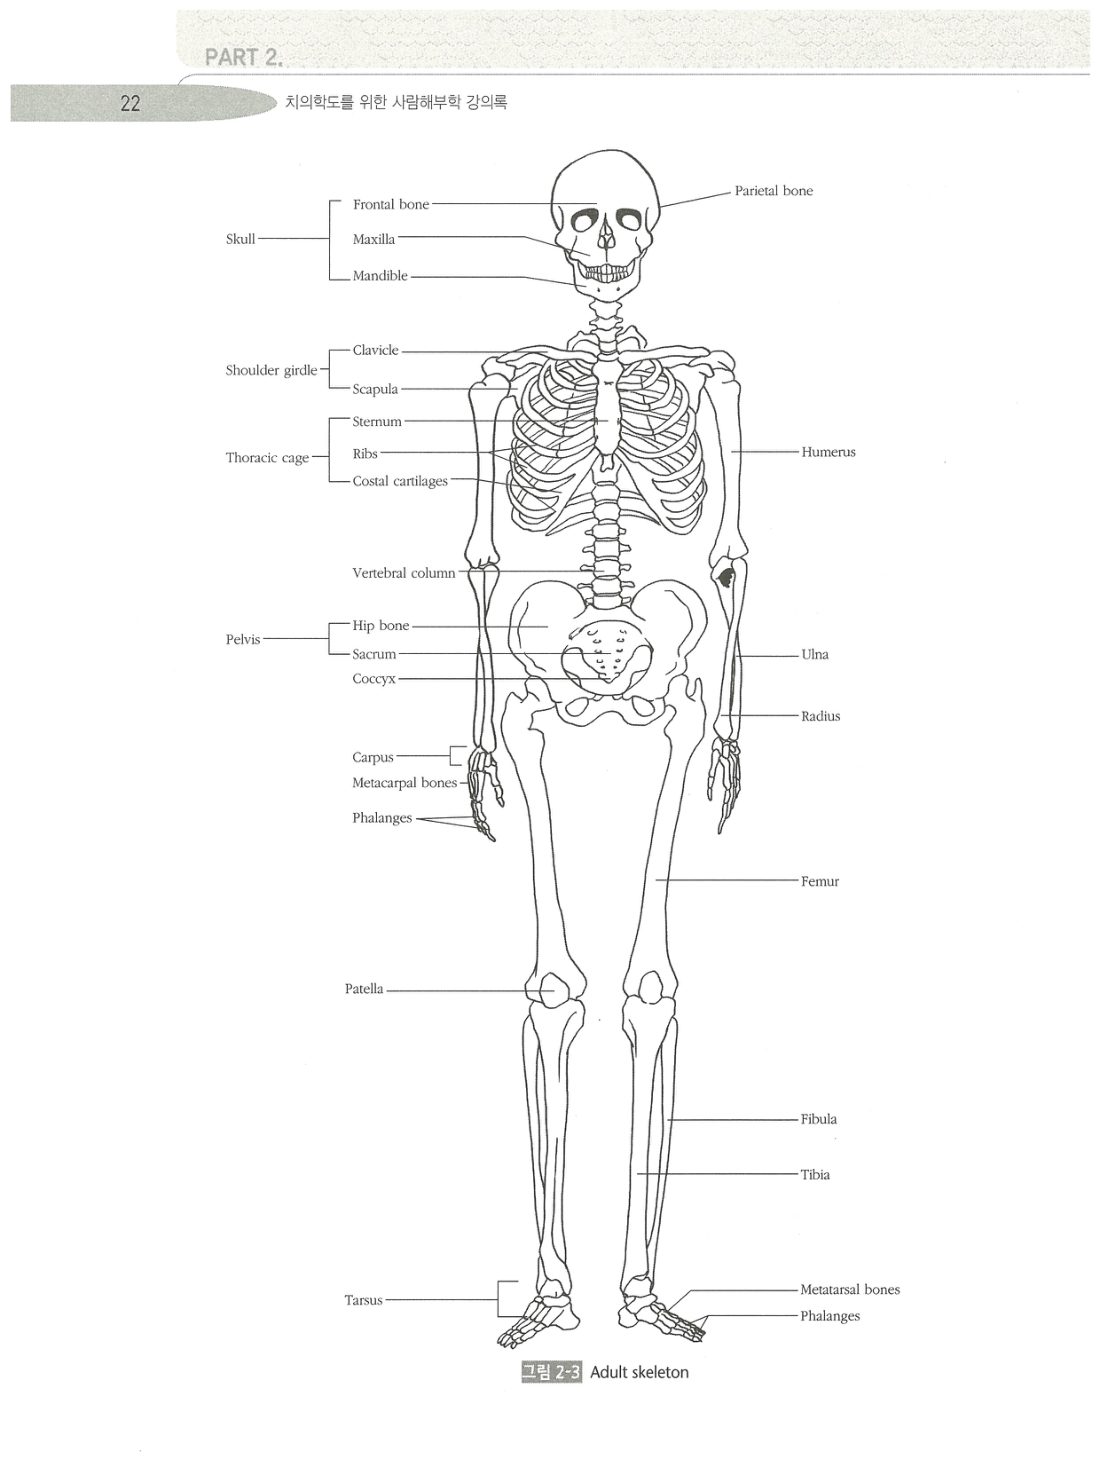 PART 2.
22
치의학도를 위한 사람해부학 강의록
Parietal bone
Frontal bone
Skull
Maxilla
Mandible
Clavicle
Shoulder girdle
Scapula
Sternum
Ribs
Thoracic cage
Costal cartilages
Humerus
Vertebral column
Hip bone
Pelvis
Sacrum
Coccyx
Ulna
Radius
Carpus
Metacarpal bones
Phalanges
Femur
Patella
Fibula
Tibia
Tarsus
Metatarsal bones
Phalanges
그림 2-3 Adult skeleton